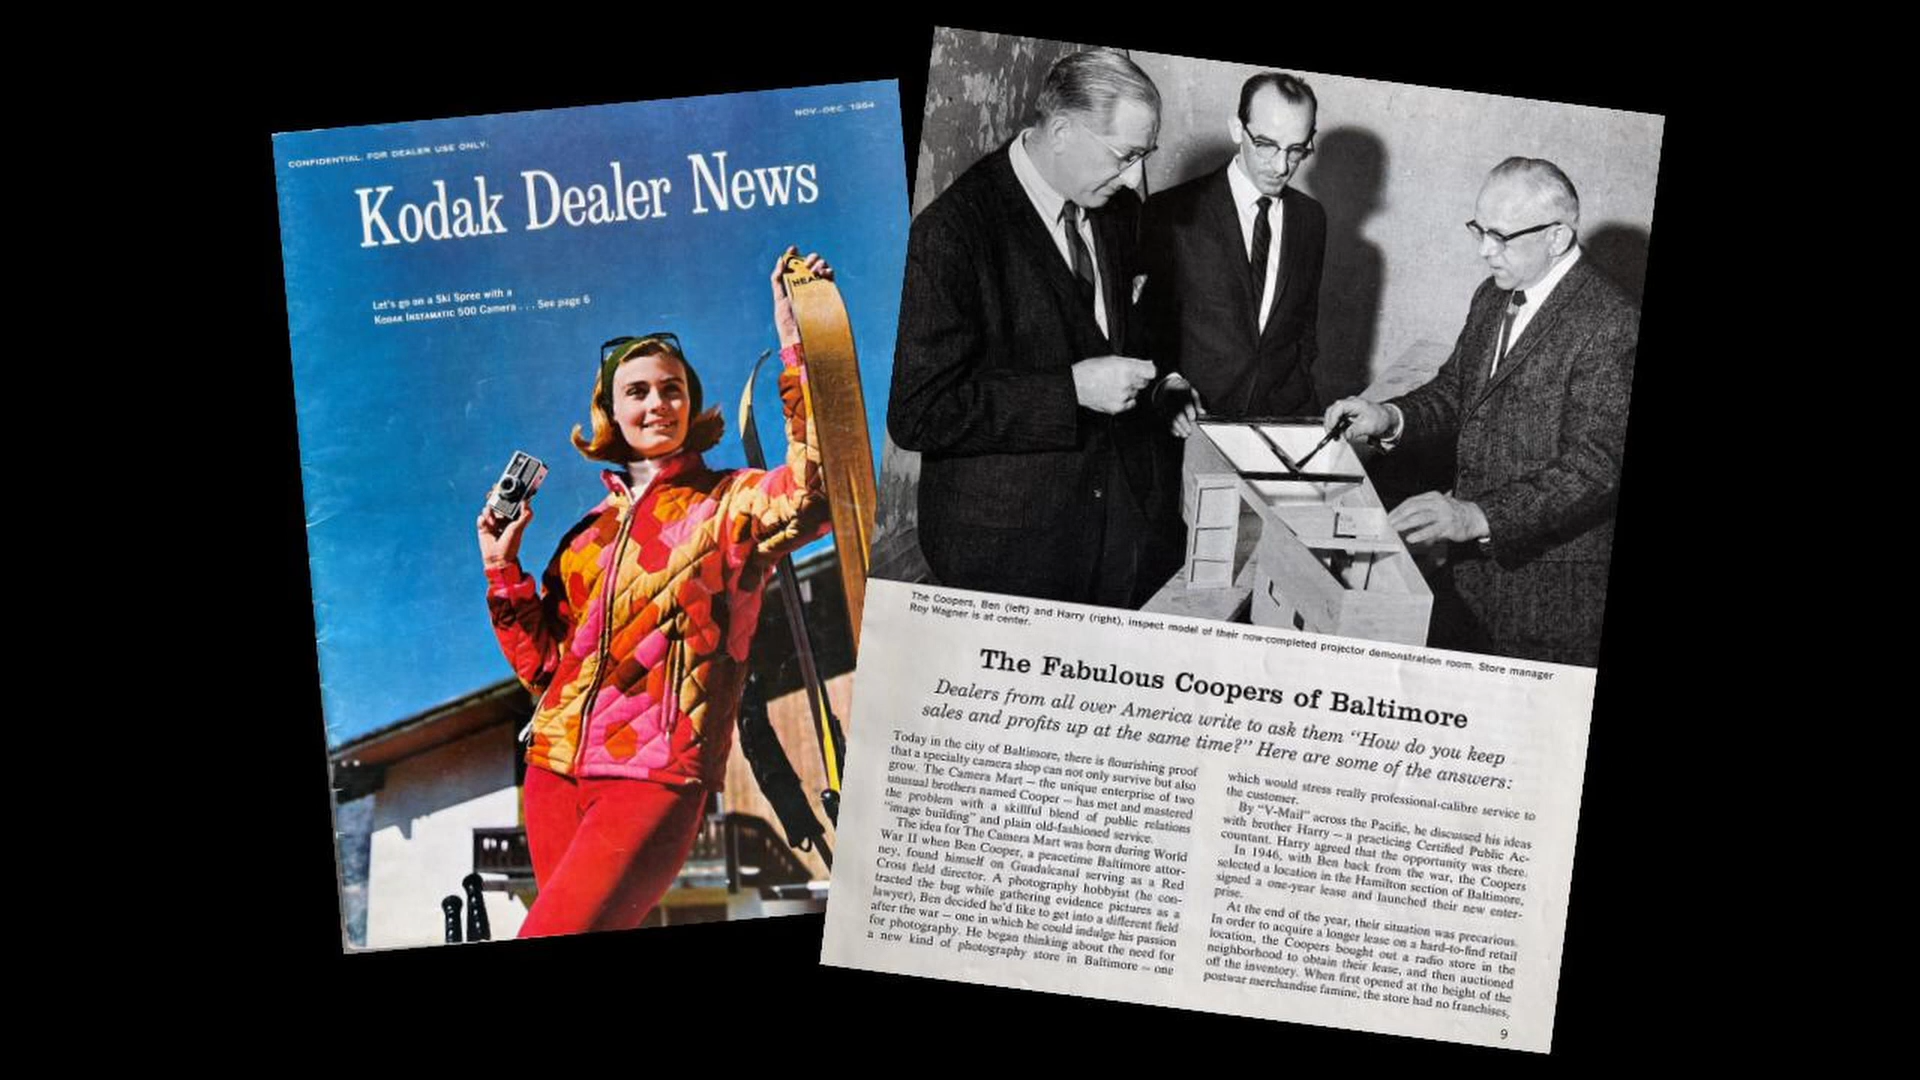 CONFIDENTIAL. FOR DEALER USE ONLY.
NOV.-DEC. 1964
Kodak Dealer News
Let's go on a Ski Spree with a
KODAK INSTAMATIC 500 Camera . . . See page 6
HEAD
The Coopers, Ben (left) and Harry (right), inspect model of their now-completed projector demonstration room. Store manager
Roy Wagner is at center.
The Fabulous Coopers of Baltimore
Dealers from all over America write to ask them “How do you keep
sales and profits up at the same time?” Here are some of the answers:
Today in the city of Baltimore, there is flourishing proof
that a specialty camera shop can not only survive but also
grow. The Camera Mart — the unique enterprise of two
unusual brothers named Cooper — has met and mastered
the problem with a skillful blend of public relations
“image building” and plain old-fashioned service.
The idea for The Camera Mart was born during World
War II when Ben Cooper, a peacetime Baltimore attor-
ney, found himself on Guadalcanal serving as a Red
Cross field director. A photography hobbyist (he con-
tracted the bug while gathering evidence pictures as a
lawyer), Ben decided he'd like to get into a different field
after the war — one in which he could indulge his passion
for photography. He began thinking about the need for
a new kind of photography store in Baltimore — one
which would stress really professional-calibre service to
the customer.
By “V-Mail” across the Pacific, he discussed his ideas
with brother Harry — a practicing Certified Public Ac-
countant. Harry agreed that the opportunity was there.
In 1946, with Ben back from the war, the Coopers
selected a location in the Hamilton section of Baltimore,
signed a one-year lease and launched their new enter-
prise.
At the end of the year, their situation was precarious.
In order to acquire a longer lease on a hard-to-find retail
location, the Coopers bought out a radio store in the
neighborhood to obtain their lease, and then auctioned
off the inventory. When first opened at the height of the
postwar merchandise famine, the store had no franchises,
9